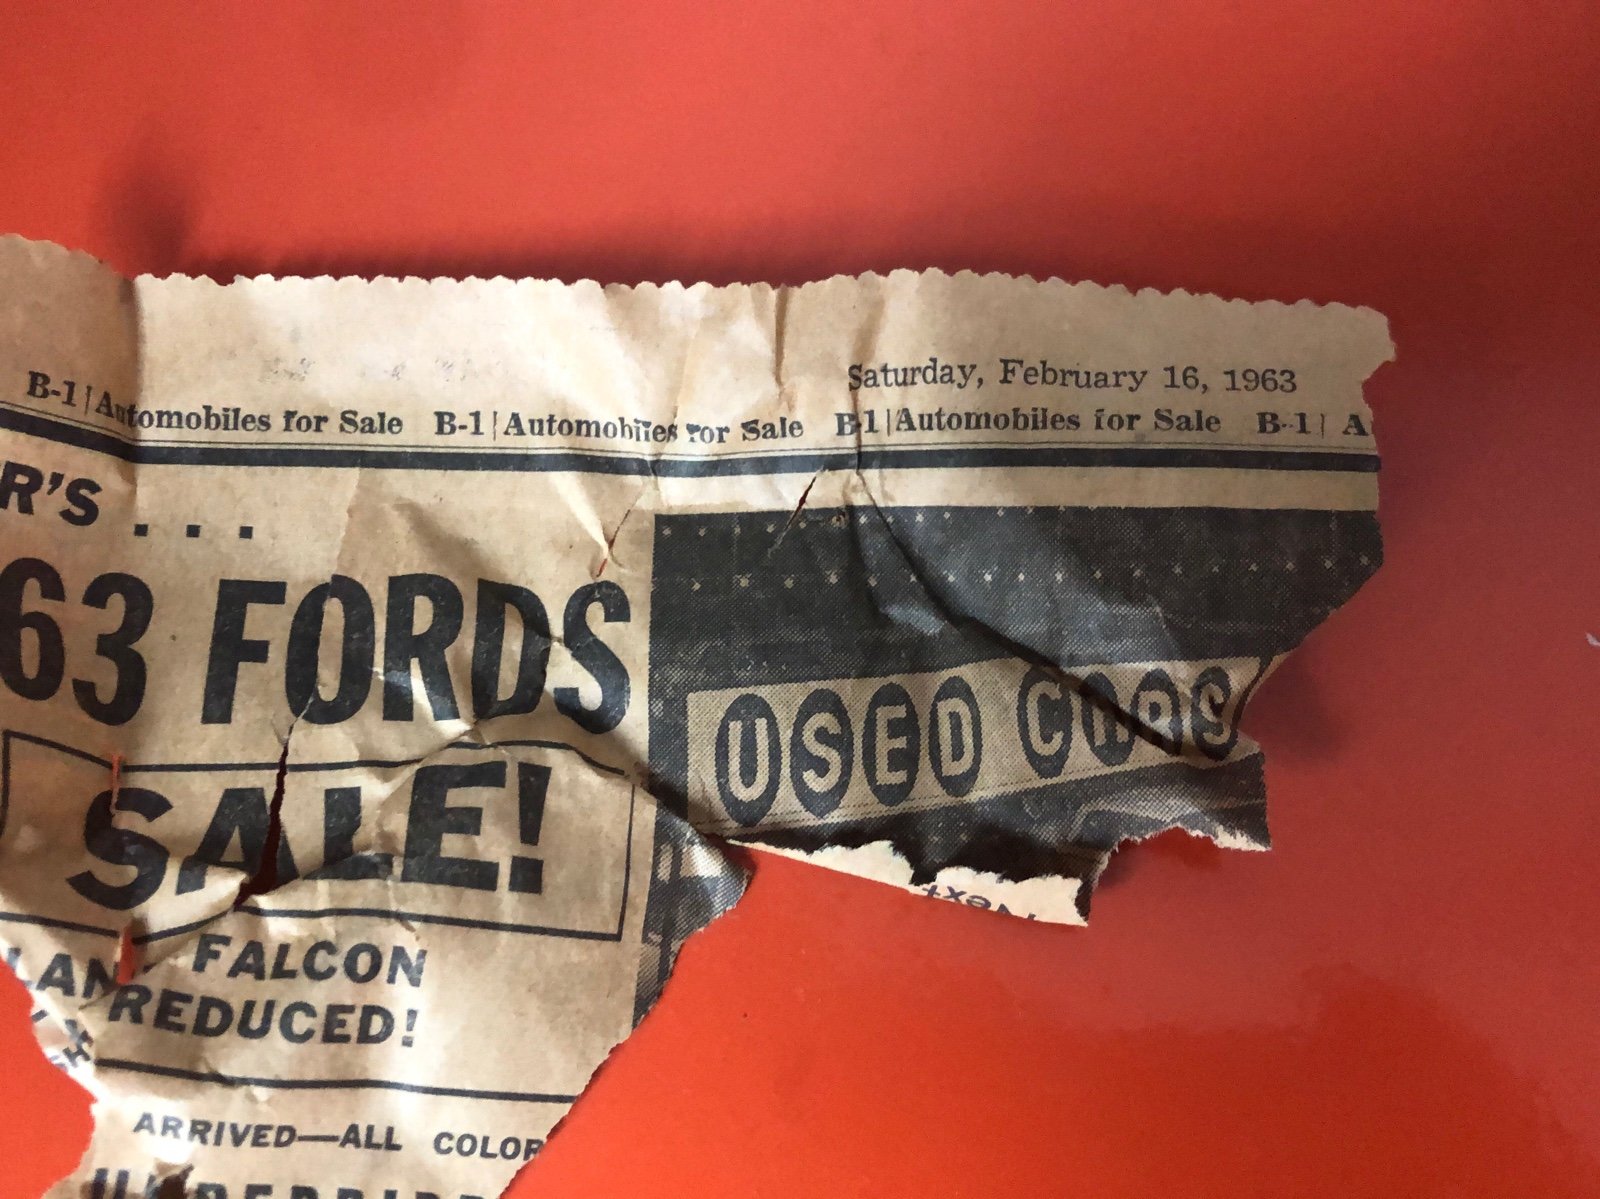 Saturday, February 16, 1963
B-1 | Automobiles for Sale B-1 | Automobiles for Sale B-1 | Automobiles for Sale B-1 | A
R'S . . .
63 FORDS
SALE!
USED CARS
FALCON
LAN REDUCED!
Next
ARRIVED—ALL COLOR